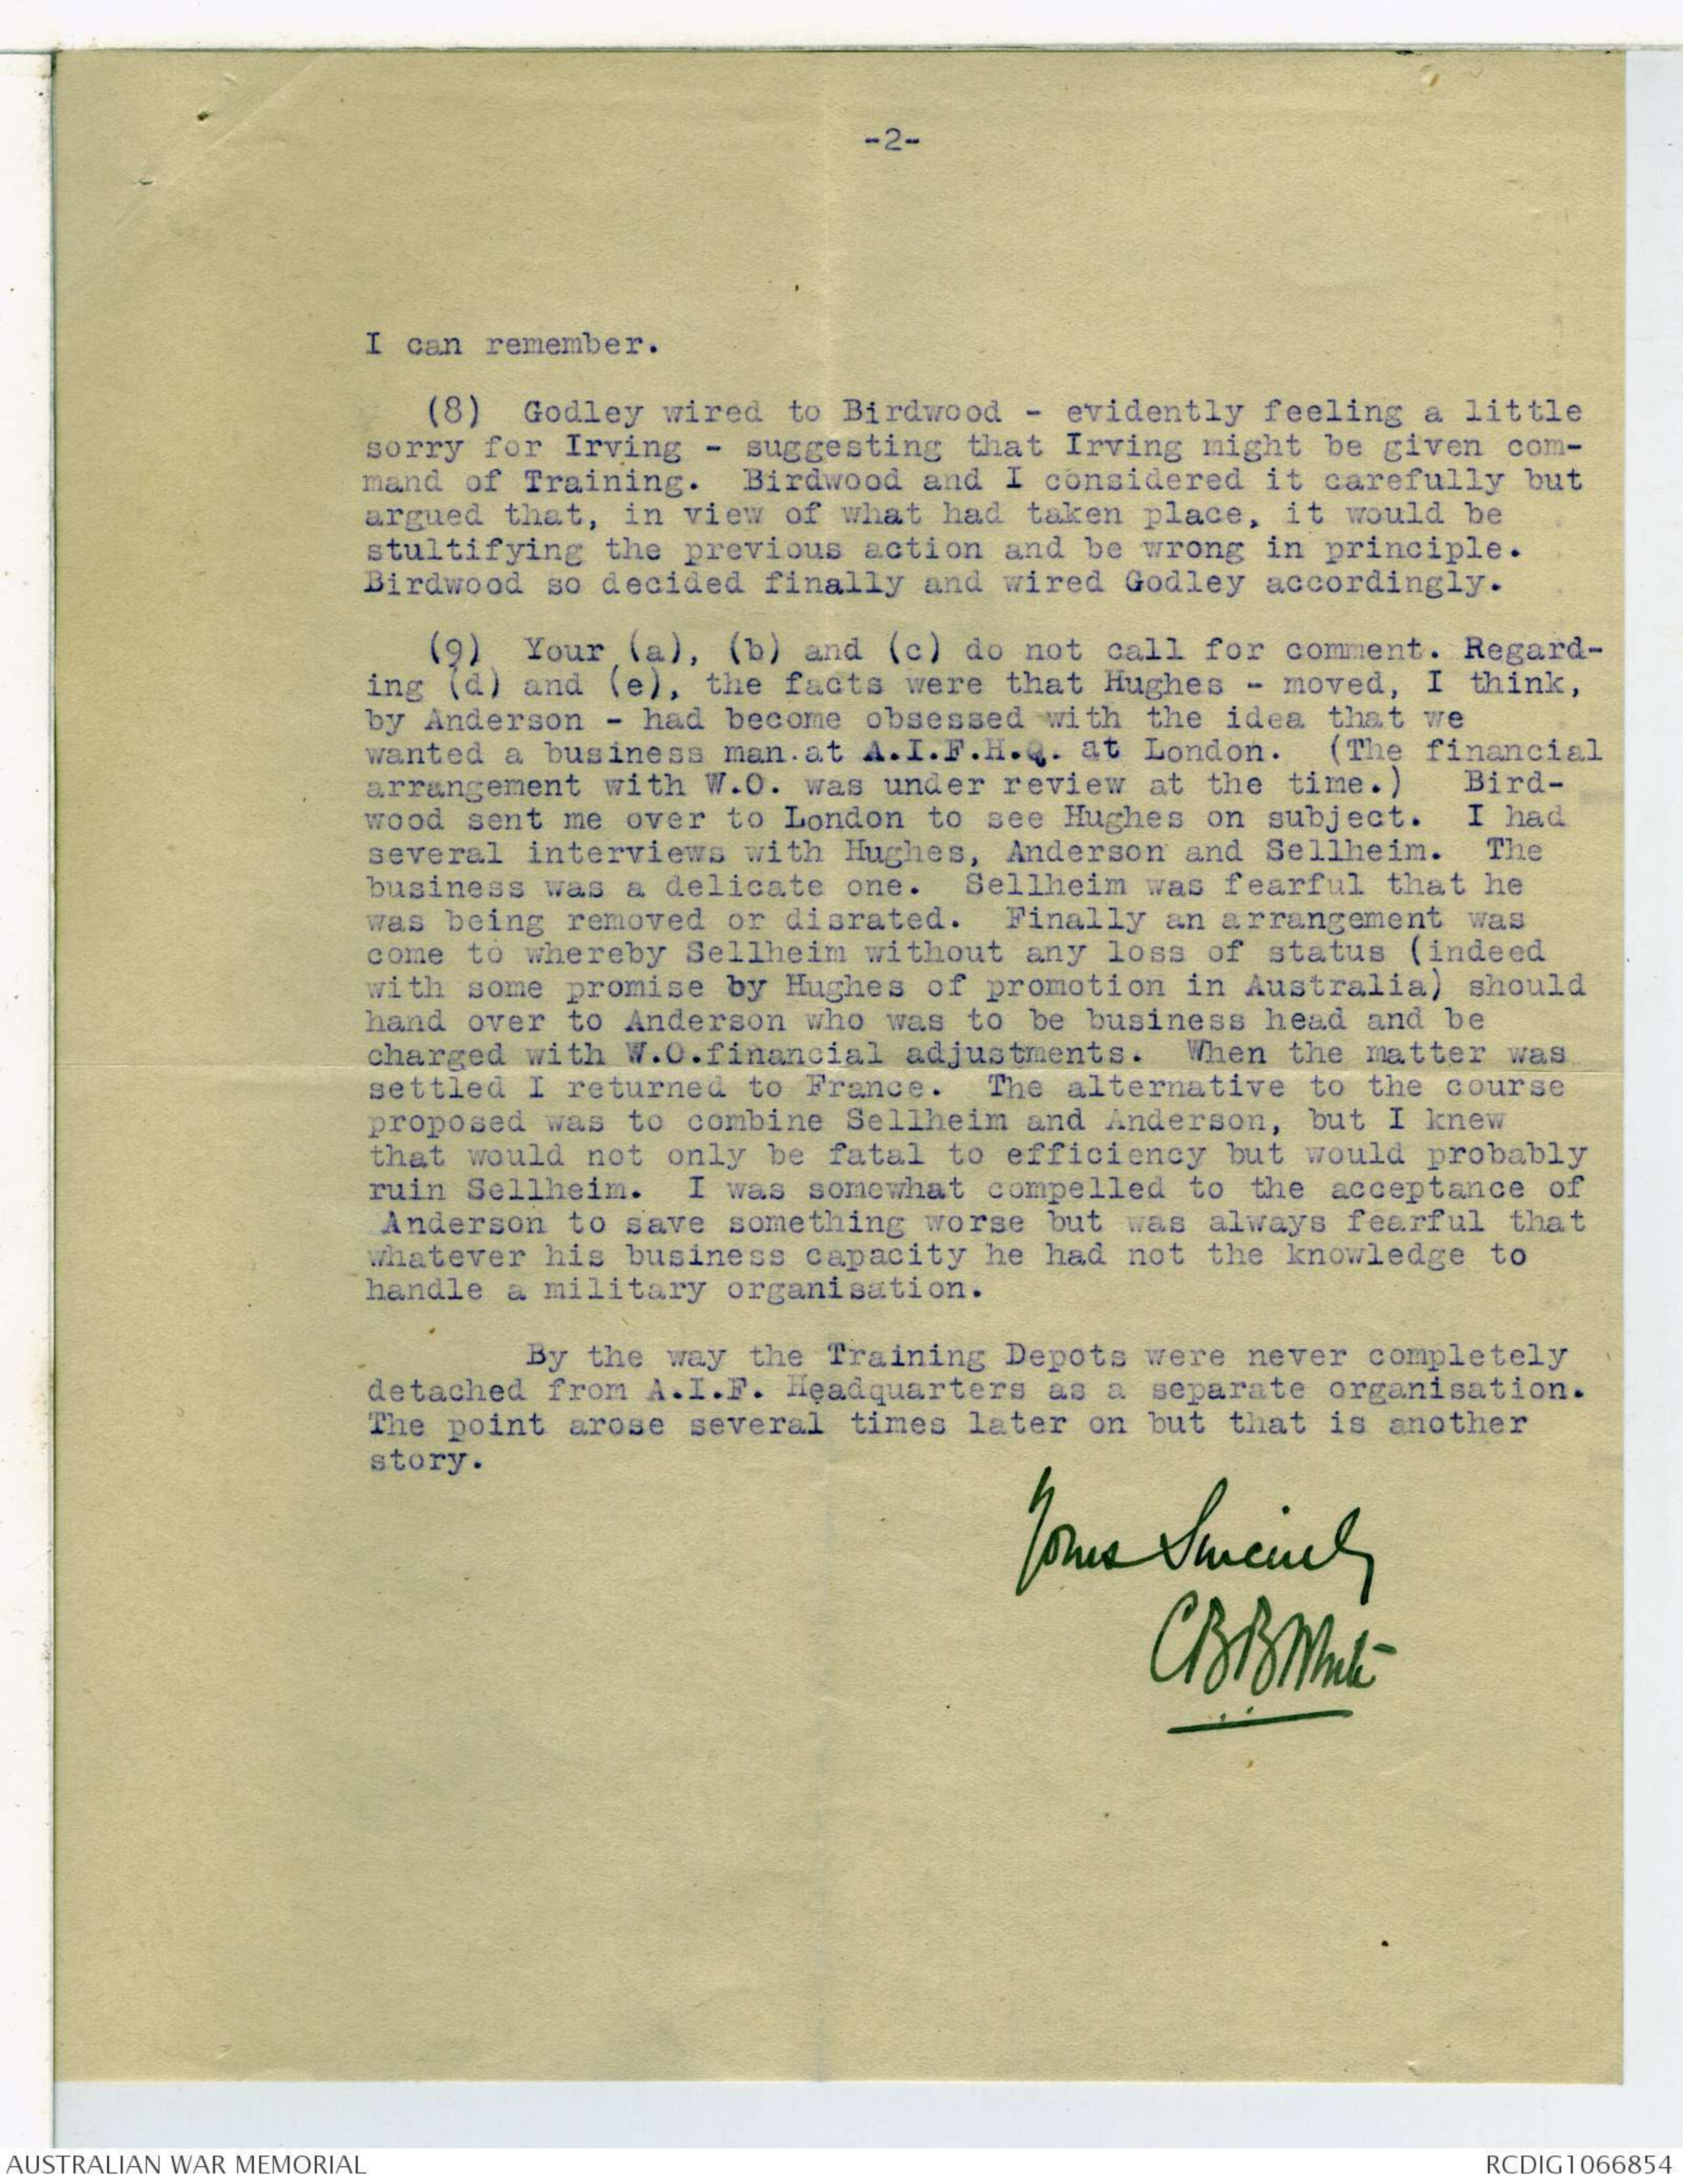 -2-
I can remember.
(8) Godley wired to Birdwood - evidently feeling a little
sorry for Irving - suggesting that Irving might be given com-
mand of Training. Birdwood and I considered it carefully but
argued that, in view of what had taken place, it would be
stultifying the previous action and be wrong in principle.
Birdwood so decided finally and wired Godley accordingly.
(9) Your (a), (b) and (c) do not call for comment. Regard-
ing (d) and (e), the facts were that Hughes - moved, I think,
by Anderson - had become obsessed with the idea that we
wanted a business man.at A.I.F.H.Q. at London. (The financial
arrangement with W.O. was under review at the time.) Bird-
wood sent me over to London to see Hughes on subject. I had
several interviews with Hughes, Anderson and Sellheim. The
business was a delicate one. Sellheim was fearful that he
was being removed or disrated. Finally an arrangement was
come to whereby Sellheim without any loss of status (indeed
with some promise by Hughes of promotion in Australia) should
hand over to Anderson who was to be business head and be
charged with W.O.financial adjustments. When the matter was
settled I returned to France. The alternative to the course
proposed was to combine Sellheim and Anderson, but I knew
that would not only be fatal to efficiency but would probably
ruin Sellheim. I was somewhat compelled to the acceptance of
Anderson to save something worse but was always fearful that
whatever his business capacity he had not the knowledge to
handle a military organisation.
By the way the Training Depots were never completely
detached from A.I.F. Headquarters as a separate organisation.
The point arose several times later on but that is another
story.
Yours Sincerely
CBBWhite
AUSTRALIAN WAR MEMORIAL
RCDIG1066854